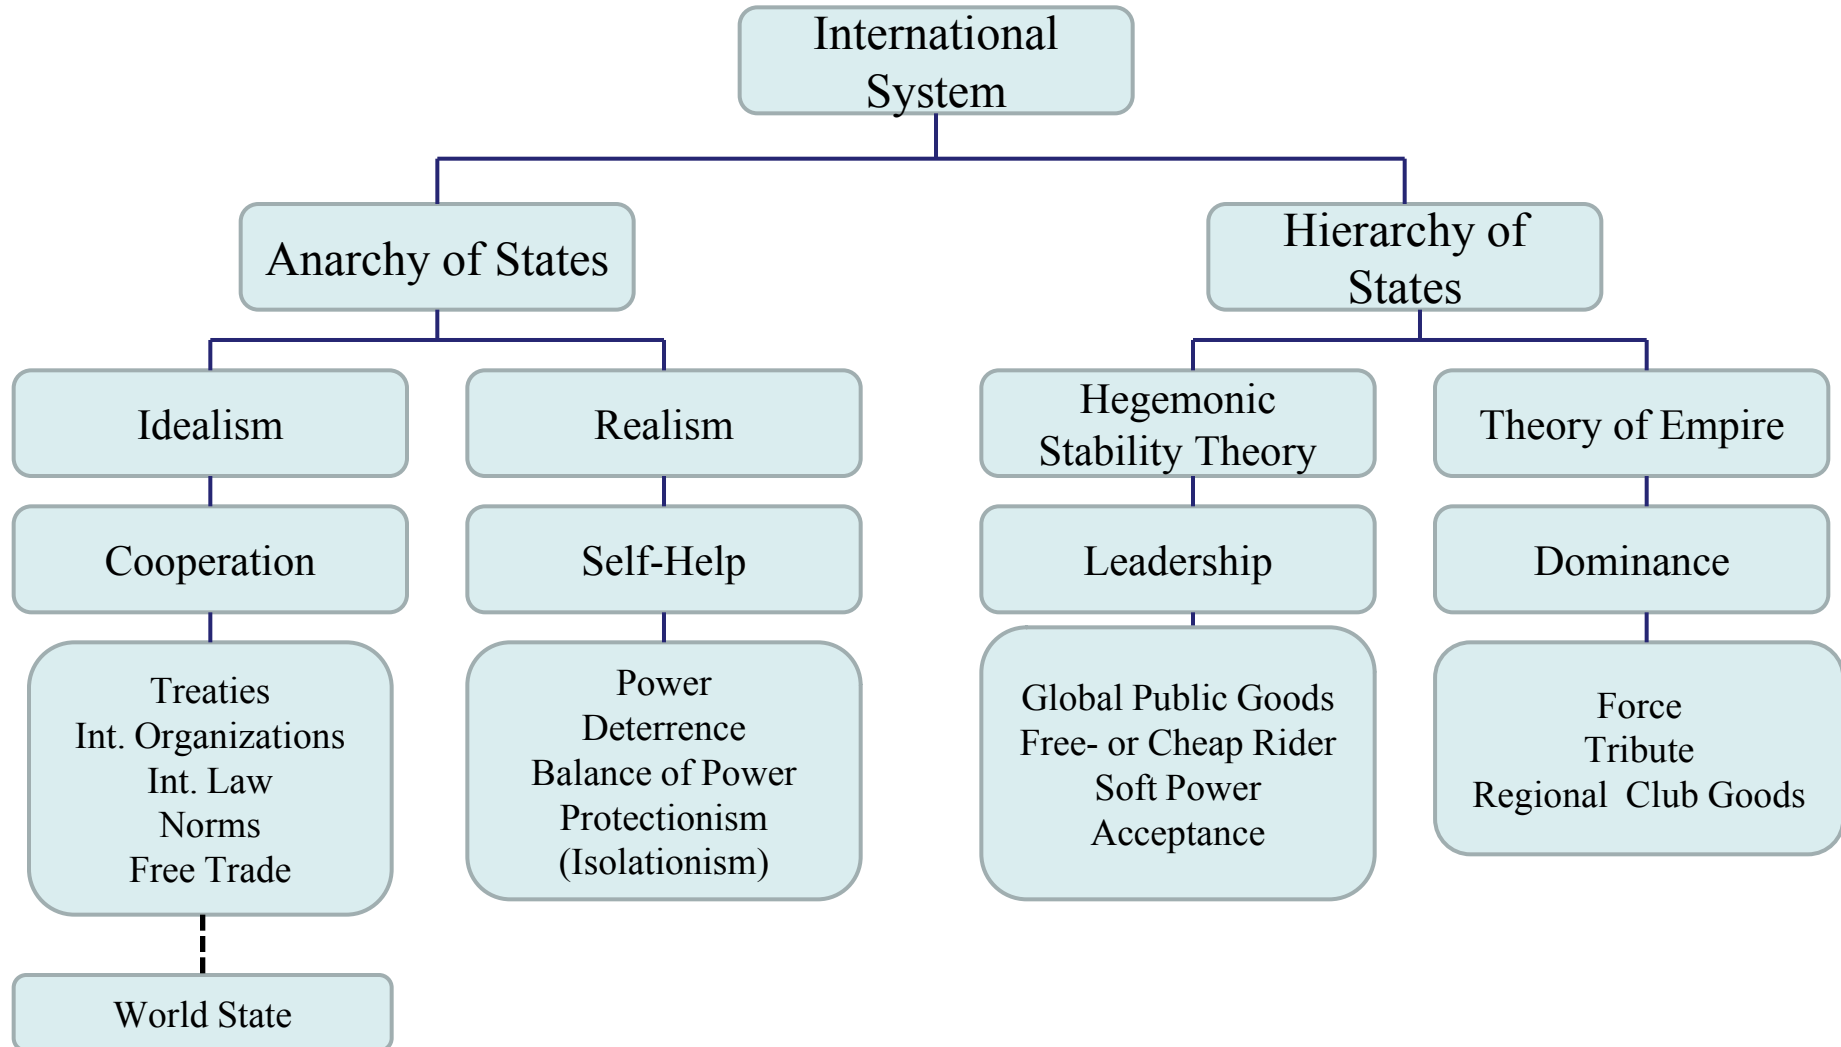 International
System
Anarchy of States
Hierarchy of
States
Idealism
Realism
Hegemonic
Stability Theory
Theory of Empire
Cooperation
Self-Help
Leadership
Dominance
Treaties
Int. Organizations
Int. Law
Norms
Free Trade
Power
Deterrence
Balance of Power
Protectionism
(Isolationism)
Global Public Goods
Free- or Cheap Rider
Soft Power
Acceptance
Force
Tribute
Regional  Club Goods
World State